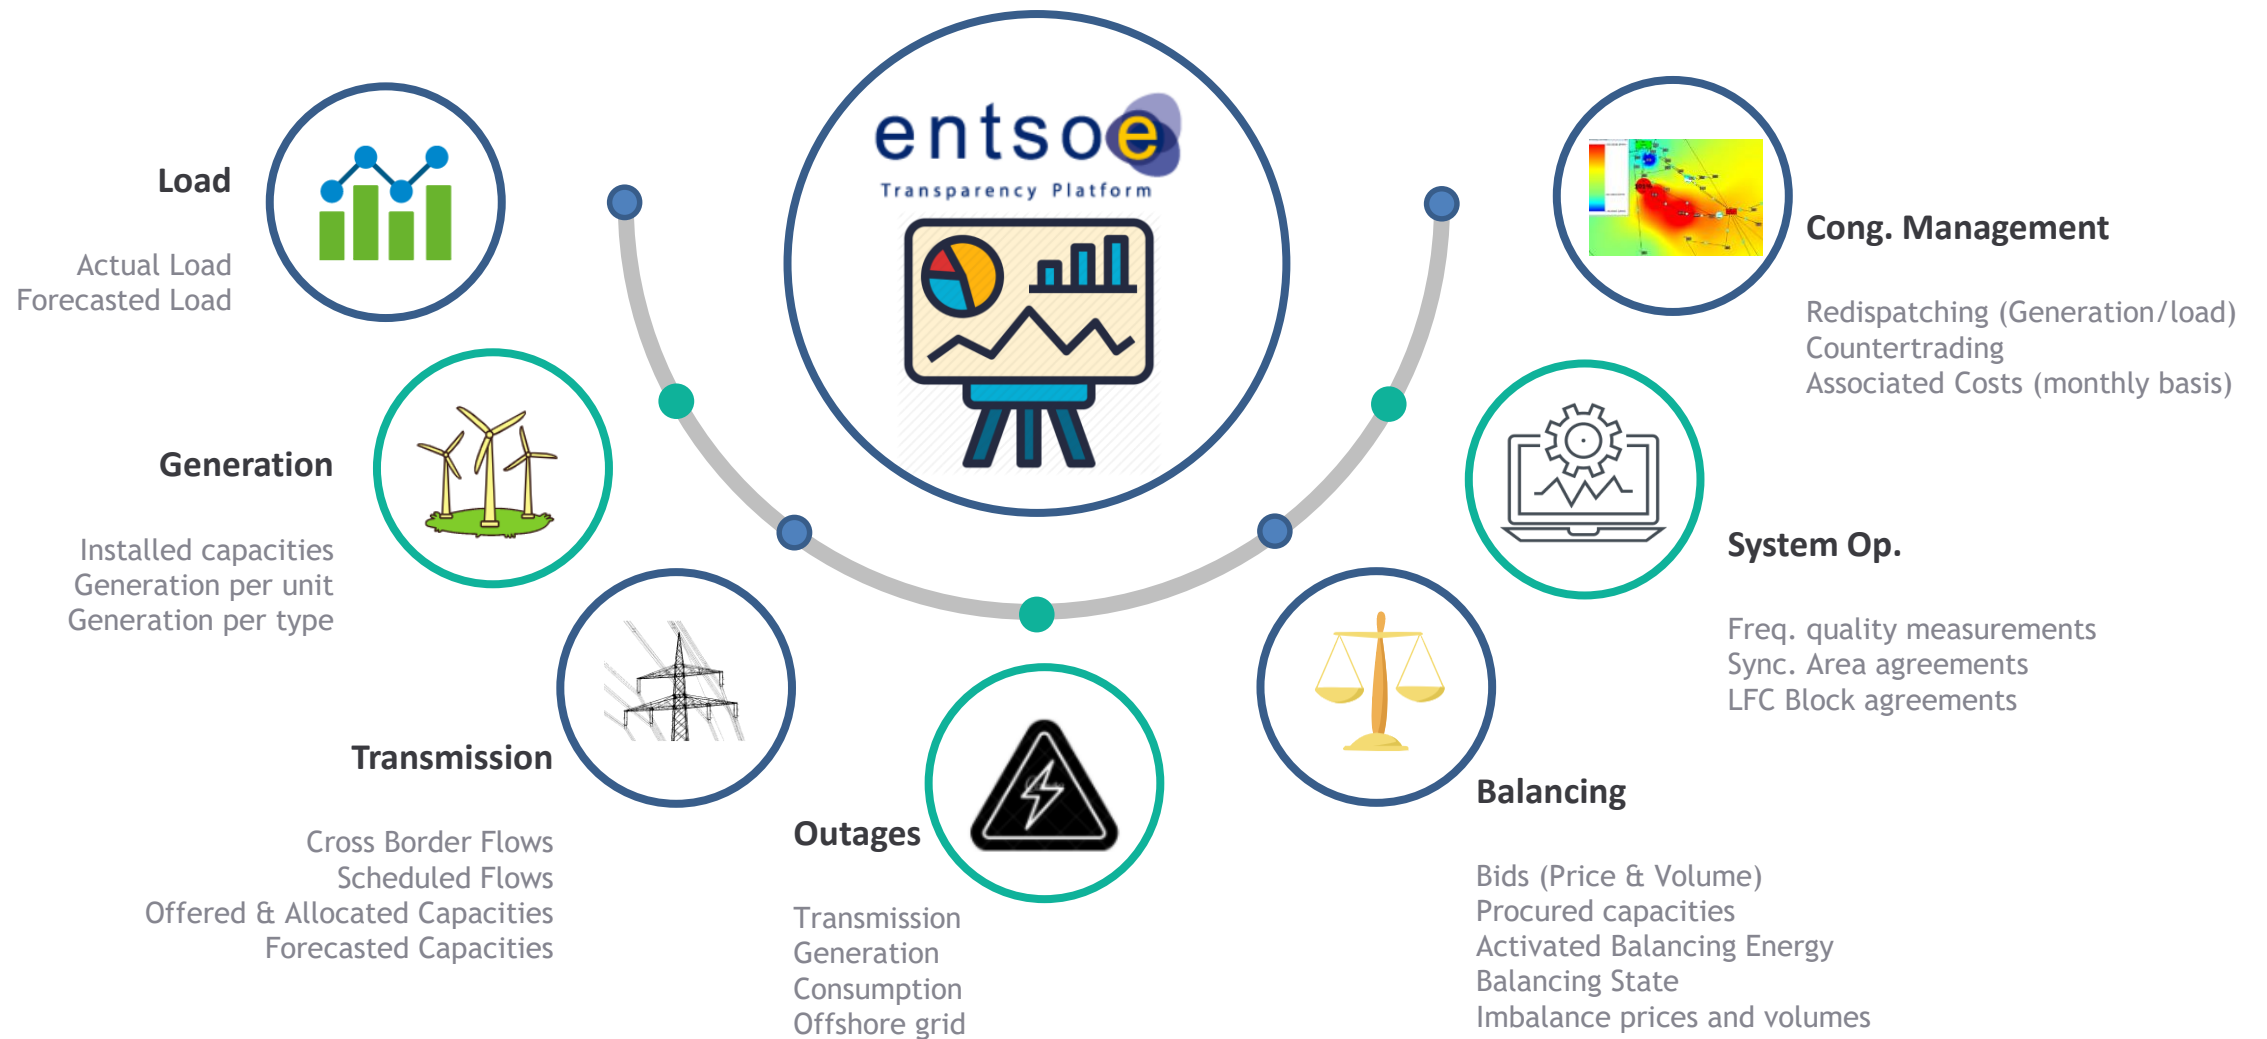 entsoe
Transparency Platform
Load
Actual Load
Forecasted Load
Generation
Installed capacities
Generation per unit
Generation per type
Transmission
Cross Border Flows
Scheduled Flows
Offered & Allocated Capacities
Forecasted Capacities
Outages
Transmission
Generation
Consumption
Offshore grid
Balancing
Bids (Price & Volume)
Procured capacities
Activated Balancing Energy
Balancing State
Imbalance prices and volumes
System Op.
Freq. quality measurements
Sync. Area agreements
LFC Block agreements
Cong. Management
Redispatching (Generation/load)
Countertrading
Associated Costs (monthly basis)